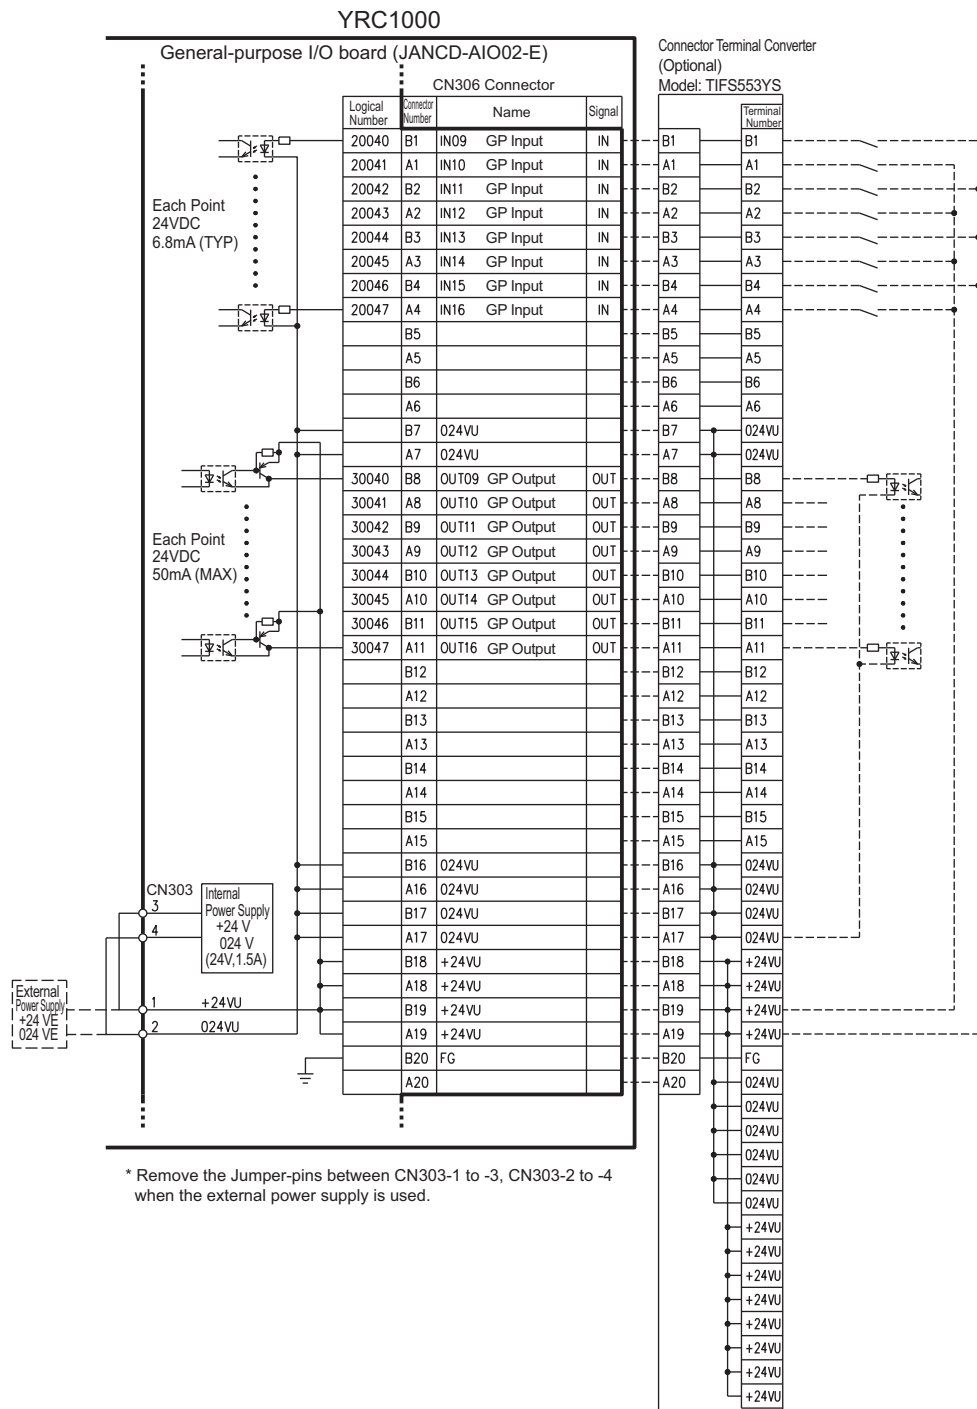 YRC1000
General-purpose I/O board (JANCD-AIO02-E)
Connector Terminal Converter
(Optional)
Model: TIFS553YS
CN306 Connector
Logical Number Connector Number Name Signal Terminal Number
20040 B1 IN09 GP Input IN B1 B1
20041 A1 IN10 GP Input IN A1 A1
20042 B2 IN11 GP Input IN B2 B2
20043 A2 IN12 GP Input IN A2 A2
20044 B3 IN13 GP Input IN B3 B3
20045 A3 IN14 GP Input IN A3 A3
20046 B4 IN15 GP Input IN B4 B4
20047 A4 IN16 GP Input IN A4 A4
Each Point
24VDC
6.8mA (TYP)
B5 B5 B5
A5 A5 A5
B6 B6 B6
A6 A6 A6
B7 024VU B7 024VU
A7 024VU A7 024VU
30040 B8 OUT09 GP Output OUT B8 B8
30041 A8 OUT10 GP Output OUT A8 A8
30042 B9 OUT11 GP Output OUT B9 B9
30043 A9 OUT12 GP Output OUT A9 A9
30044 B10 OUT13 GP Output OUT B10 B10
30045 A10 OUT14 GP Output OUT A10 A10
30046 B11 OUT15 GP Output OUT B11 B11
30047 A11 OUT16 GP Output OUT A11 A11
Each Point
24VDC
50mA (MAX)
B12 B12 B12
A12 A12 A12
B13 B13 B13
A13 A13 A13
B14 B14 B14
A14 A14 A14
B15 B15 B15
A15 A15 A15
B16 024VU B16 024VU
A16 024VU A16 024VU
B17 024VU B17 024VU
A17 024VU A17 024VU
B18 +24VU B18 +24VU
A18 +24VU A18 +24VU
B19 +24VU B19 +24VU
A19 +24VU A19 +24VU
B20 FG B20 FG
A20 A20 024VU
024VU
024VU
024VU
024VU
024VU
+24VU
+24VU
+24VU
+24VU
+24VU
+24VU
+24VU
+24VU
CN303
3
4
Internal
Power Supply
+24 V
024 V
(24V,1.5A)
External
Power Supply
+24 VE
024 VE
1 +24VU
2 024VU
* Remove the Jumper-pins between CN303-1 to -3, CN303-2 to -4
when the external power supply is used.